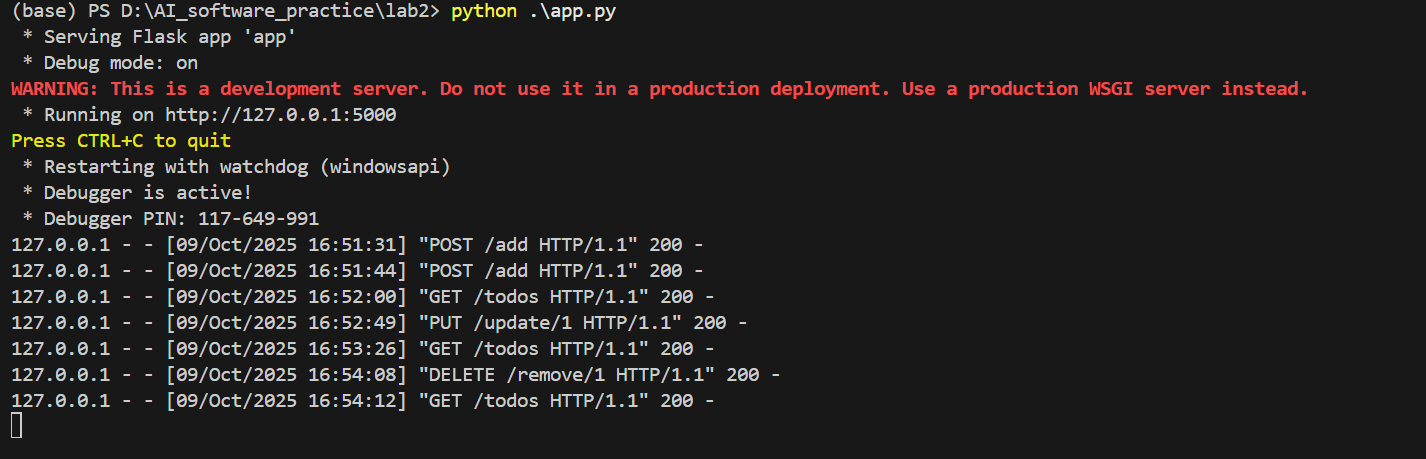 (base) PS D:\AI_software_practice\lab2> python .\app.py
 * Serving Flask app 'app'
 * Debug mode: on
WARNING: This is a development server. Do not use it in a production deployment. Use a production WSGI server instead.
 * Running on http://127.0.0.1:5000
Press CTRL+C to quit
 * Restarting with watchdog (windowsapi)
 * Debugger is active!
 * Debugger PIN: 117-649-991
127.0.0.1 - - [09/Oct/2025 16:51:31] "POST /add HTTP/1.1" 200 -
127.0.0.1 - - [09/Oct/2025 16:51:44] "POST /add HTTP/1.1" 200 -
127.0.0.1 - - [09/Oct/2025 16:52:00] "GET /todos HTTP/1.1" 200 -
127.0.0.1 - - [09/Oct/2025 16:52:49] "PUT /update/1 HTTP/1.1" 200 -
127.0.0.1 - - [09/Oct/2025 16:53:26] "GET /todos HTTP/1.1" 200 -
127.0.0.1 - - [09/Oct/2025 16:54:08] "DELETE /remove/1 HTTP/1.1" 200 -
127.0.0.1 - - [09/Oct/2025 16:54:12] "GET /todos HTTP/1.1" 200 -